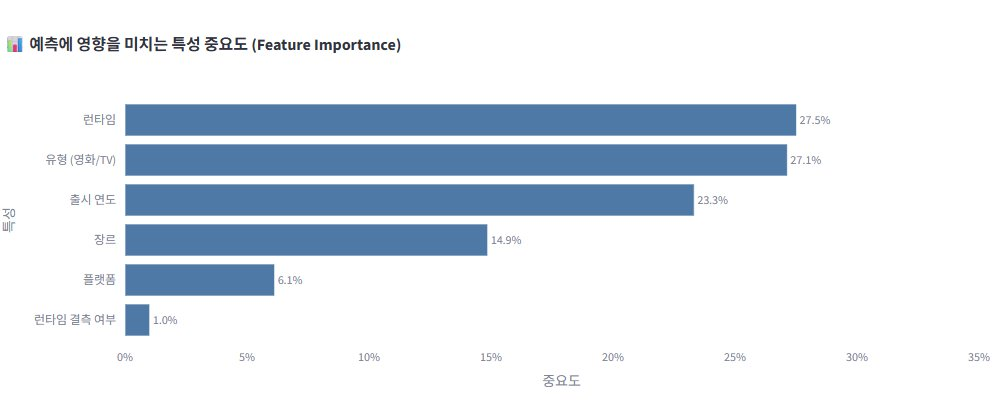 📊 예측에 영향을 미치는 특성 중요도 (Feature Importance)
런타임 27.5%
유형 (영화/TV) 27.1%
출시 연도 23.3%
장르 14.9%
플랫폼 6.1%
런타임 결측 여부 1.0%
특성
0% 5% 10% 15% 20% 25% 30% 35%
중요도